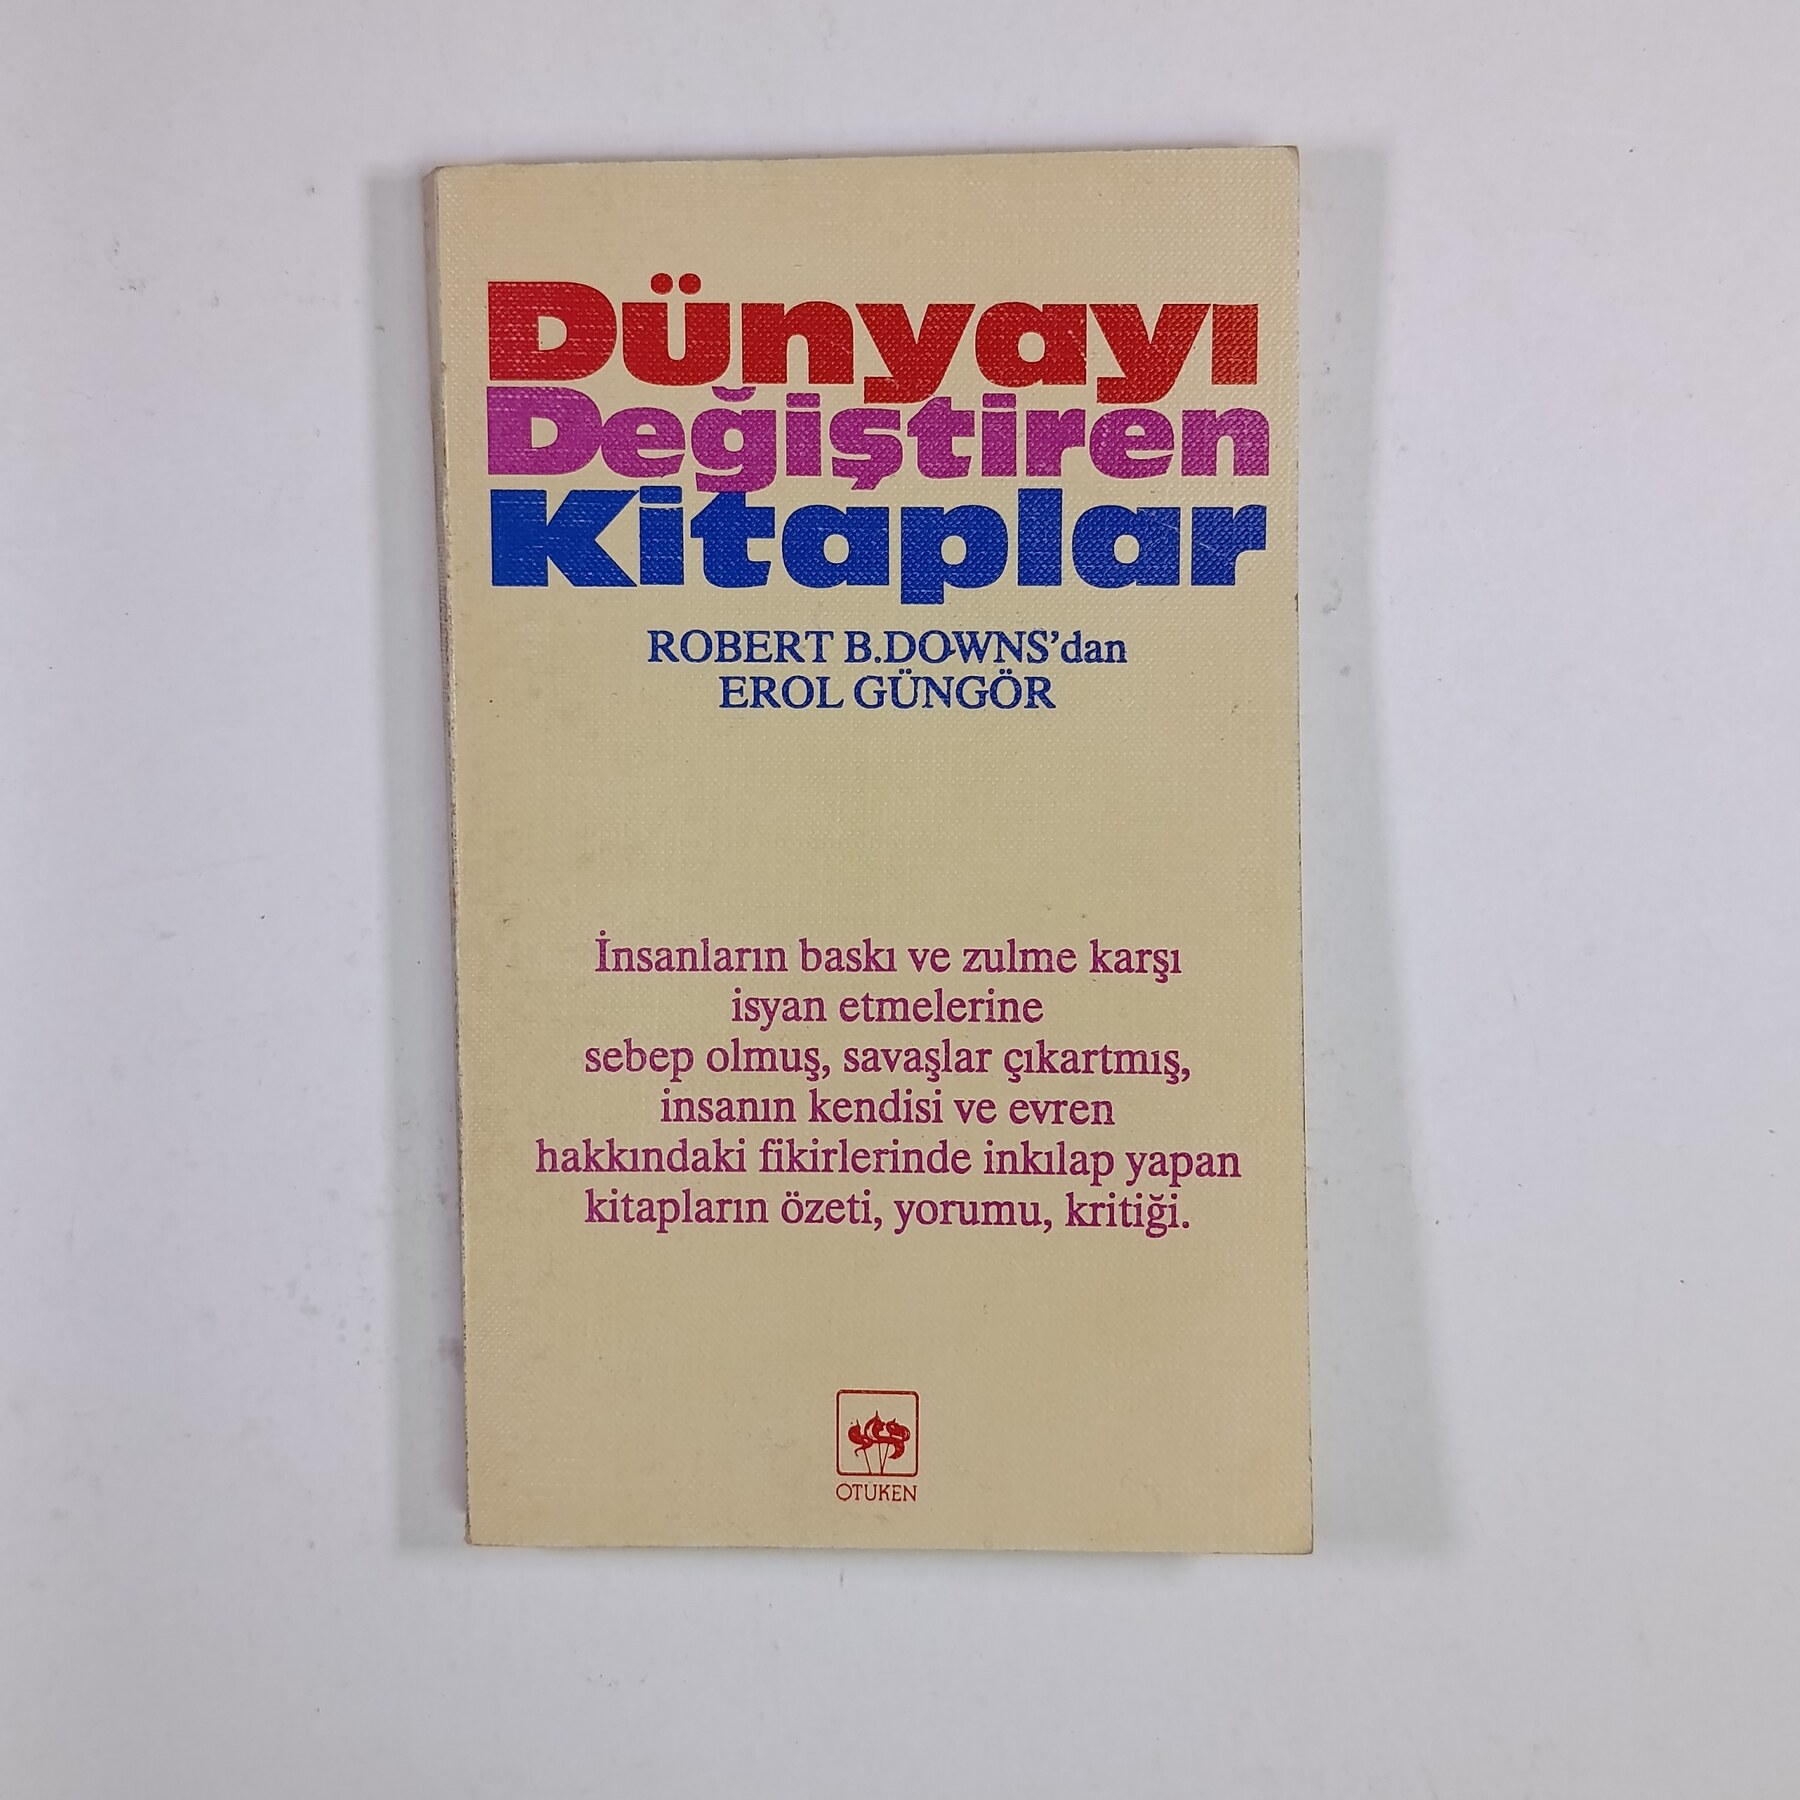 Dünyayı
Değiştiren
Kitaplar
ROBERT B.DOWNS’dan
EROL GÜNGÖR
İnsanların baskı ve zulme karşı
isyan etmelerine
sebep olmuş, savaşlar çıkartmış,
insanın kendisi ve evren
hakkındaki fikirlerinde inkılap yapan
kitapların özeti, yorumu, kritiği.
ÖTÜKEN